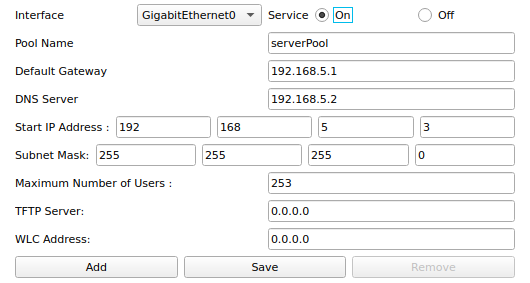 Interface GigabitEthernet0 Service On Off
Pool Name serverPool
Default Gateway 192.168.5.1
DNS Server 192.168.5.2
Start IP Address : 192 168 5 3
Subnet Mask: 255 255 255 0
Maximum Number of Users : 253
TFTP Server: 0.0.0.0
WLC Address: 0.0.0.0
Add Save Remove